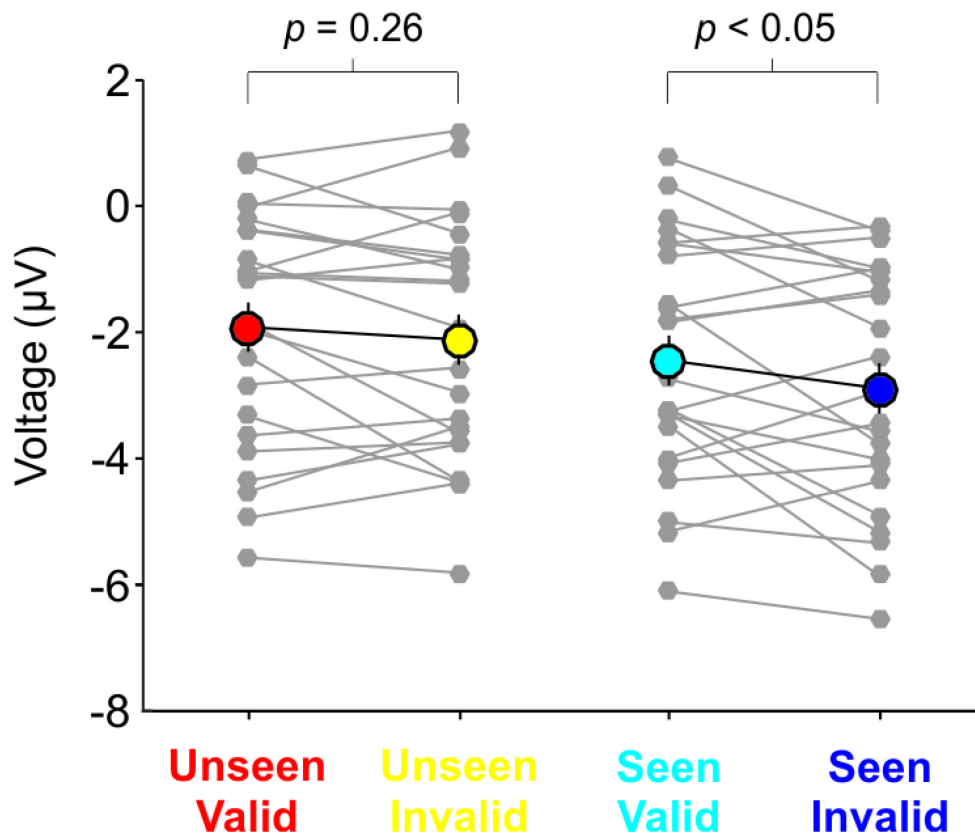 p = 0.26
p < 0.05
2
0
-2
-4
-6
-8
Voltage (µV)
Unseen Valid
Unseen Invalid
Seen Valid
Seen Invalid